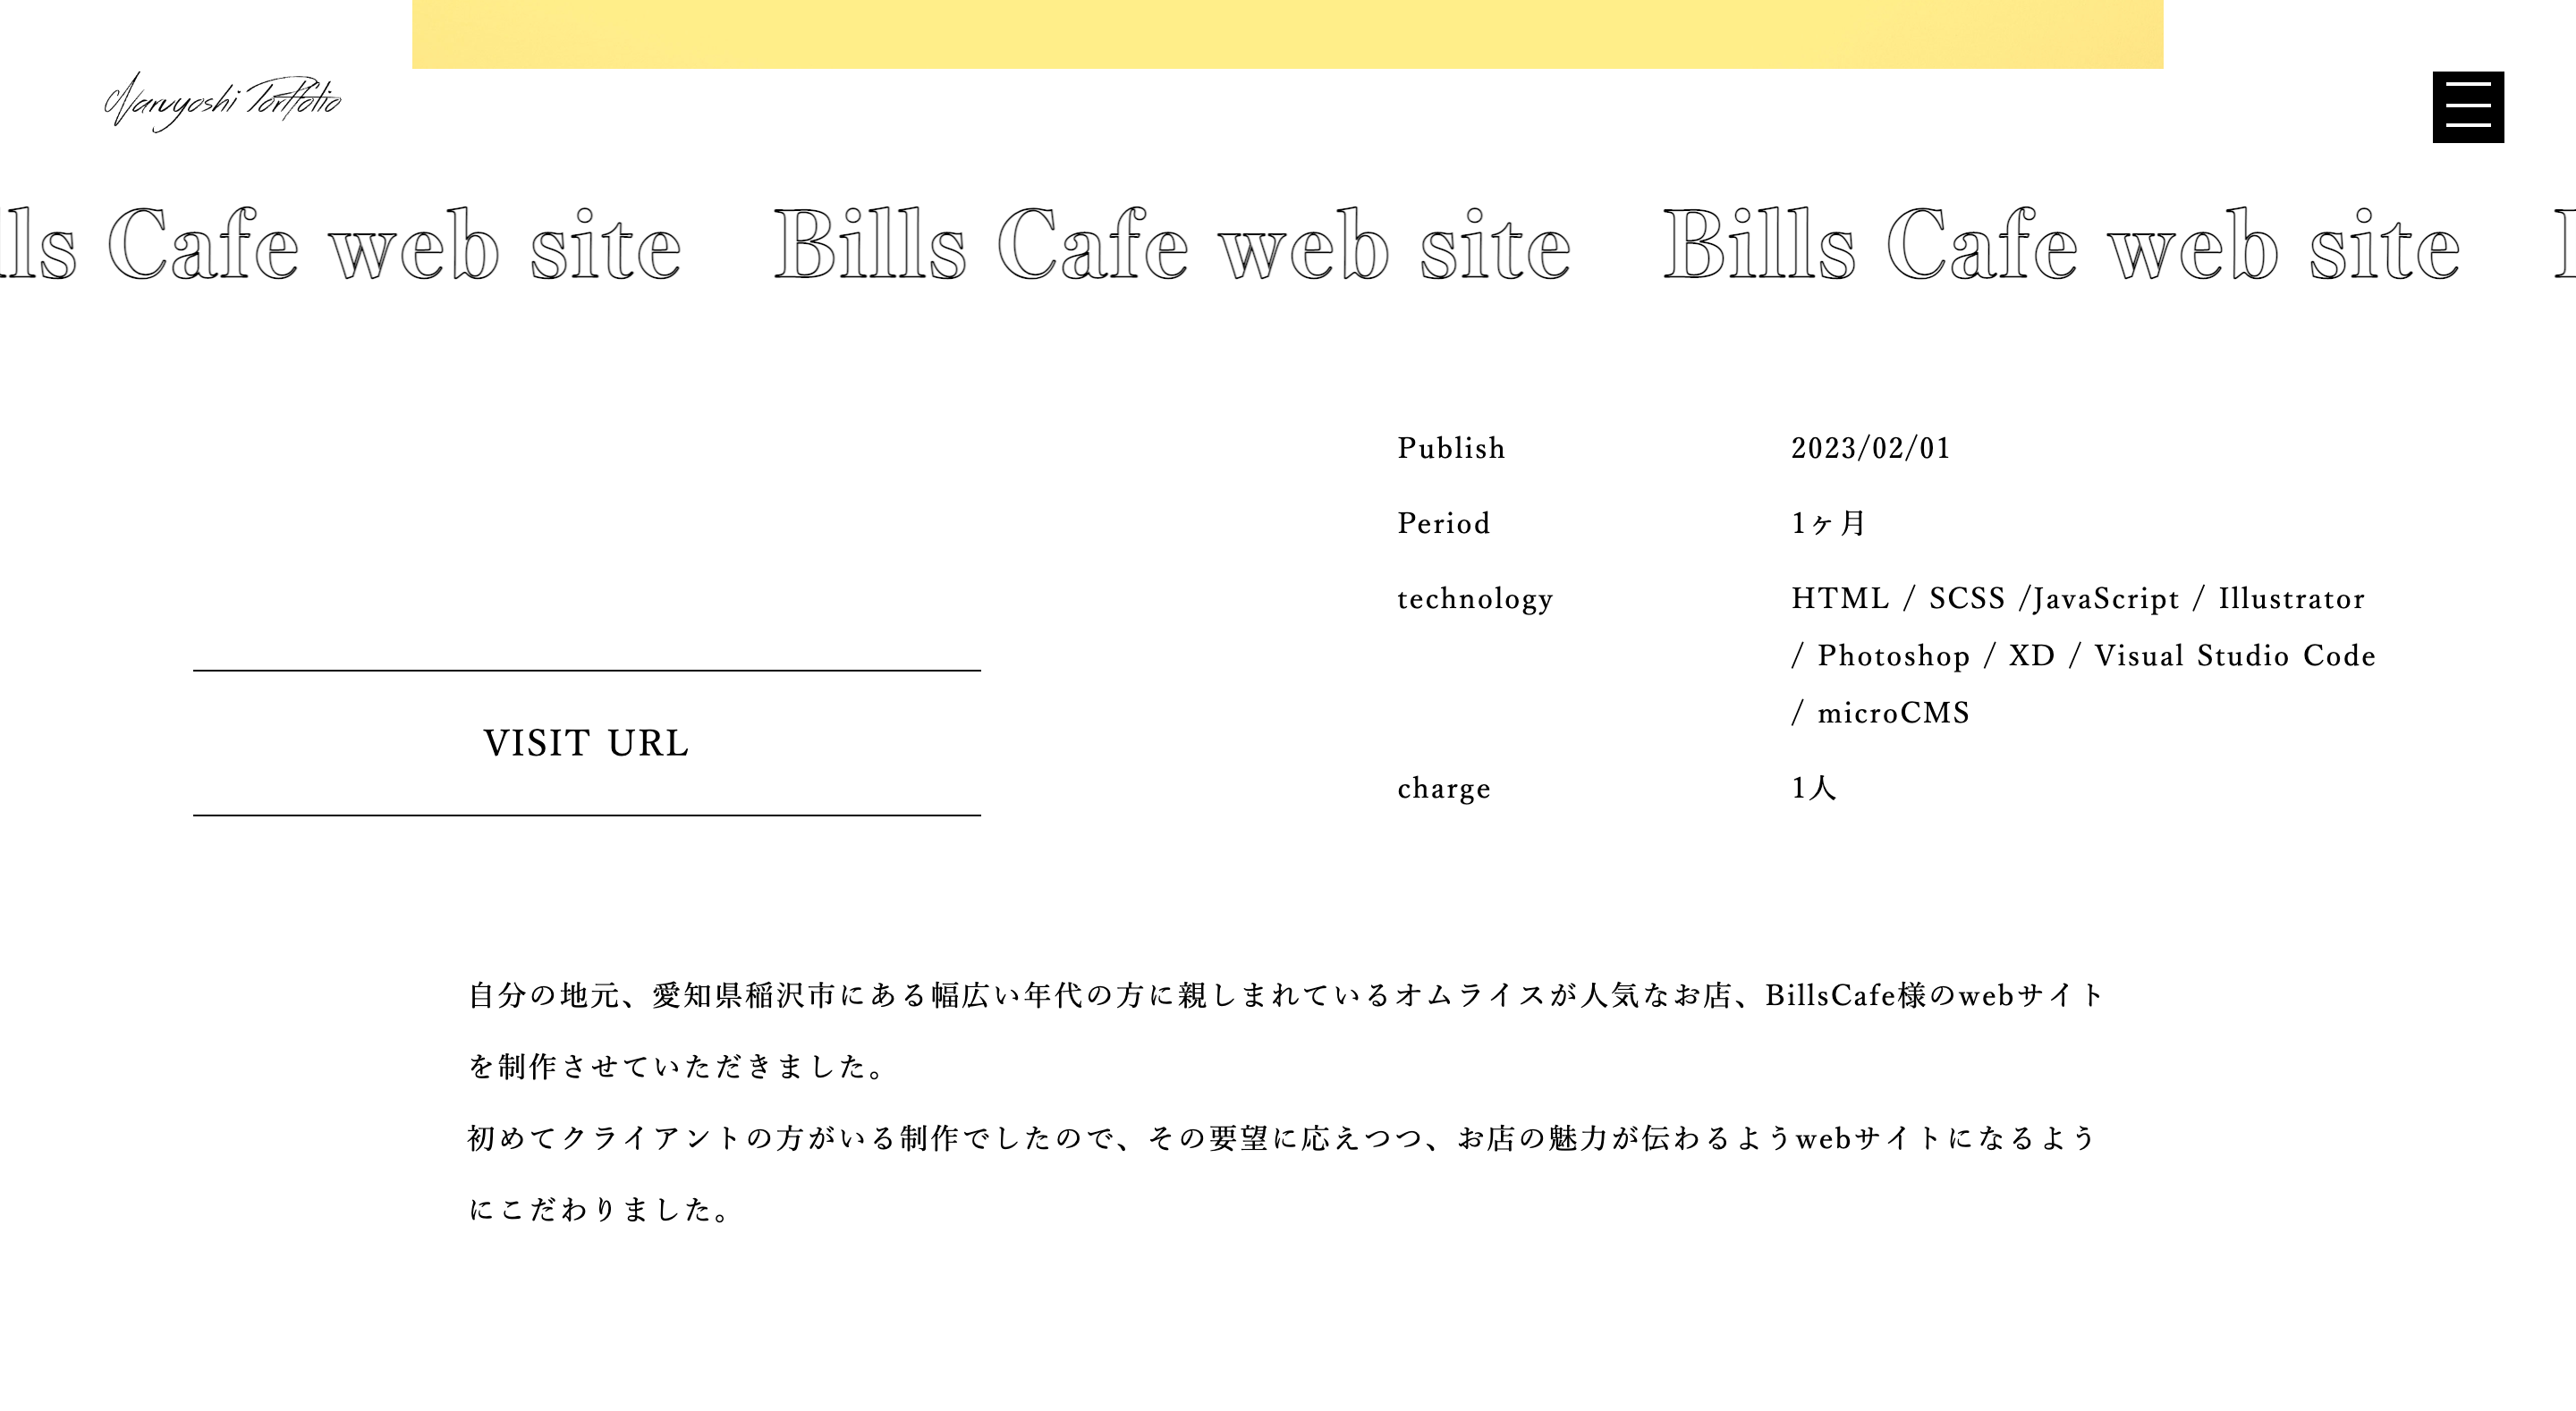 Naruyoshi Portfolio
lls Cafe web site Bills Cafe web site Bills Cafe web site
Publish 2023/02/01
Period 1ヶ月
technology HTML / SCSS /JavaScript / Illustrator
/ Photoshop / XD / Visual Studio Code
/ microCMS
VISIT URL
charge 1人
自分の地元、愛知県稲沢市にある幅広い年代の方に親しまれているオムライスが人気なお店、BillsCafe様のwebサイト
を制作させていただきました。
初めてクライアントの方がいる制作でしたので、その要望に応えつつ、お店の魅力が伝わるようwebサイトになるよう
にこだわりました。